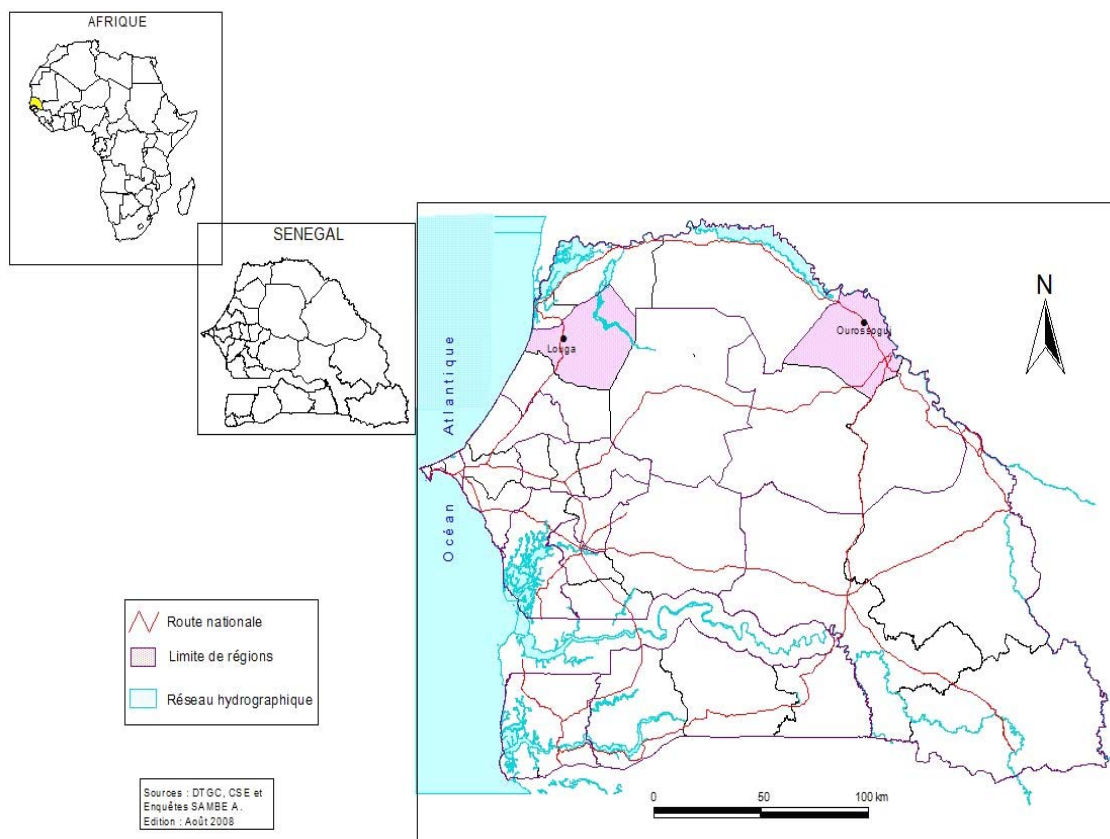 AFRIQUE
SENEGAL
N
Ourossogui
Louga
Océan Atlantique
Route nationale
Limite de régions
Réseau hydrographique
Sources : DTGC, CSE et
Enquêtes SAMBE A.
Edition : Août 2008
0 50 100 km